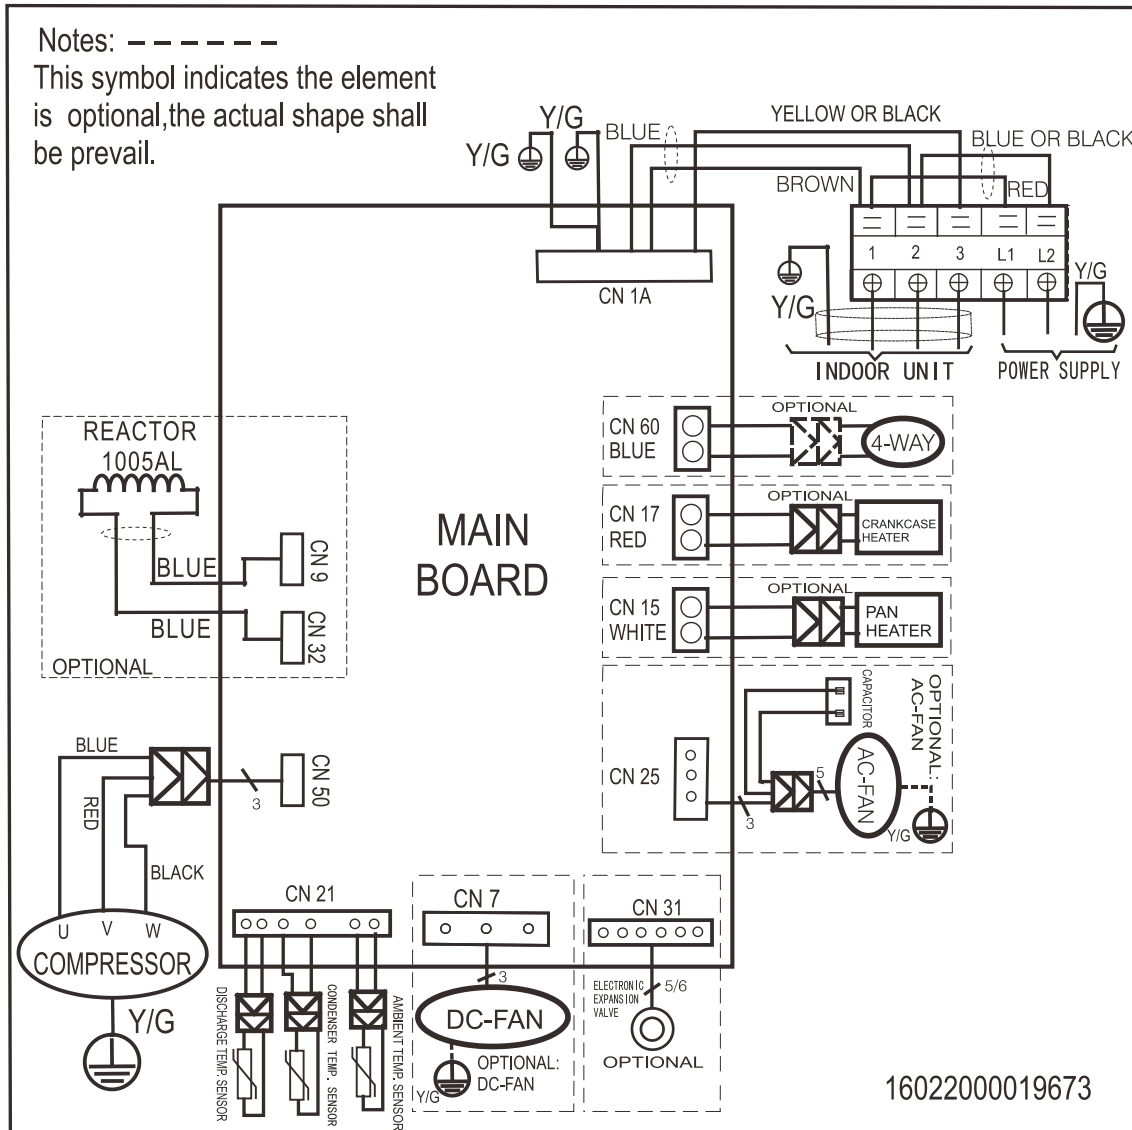 Notes:
This symbol indicates the element
is optional,the actual shape shall
be prevail.
Y/G
Y/G
BLUE
YELLOW OR BLACK
BLUE OR BLACK
BROWN
RED
CN 1A
1 2 3 L1 L2
Y/G
Y/G
INDOOR UNIT
POWER SUPPLY
REACTOR
1005AL
BLUE
BLUE
CN 9
CN 32
OPTIONAL
MAIN
BOARD
CN 60
BLUE
OPTIONAL
4-WAY
CN 17
RED
OPTIONAL
CRANKCASE
HEATER
CN 15
WHITE
OPTIONAL
PAN
HEATER
CN 25
3
CAPACITOR
5
AC-FAN
OPTIONAL:
AC-FAN
Y/G
BLUE
RED
BLACK
3
CN 50
U V W
COMPRESSOR
Y/G
CN 21
DISCHARGE TEMP. SENSOR
CONDENSER TEMP. SENSOR
AMBIENT TEMP. SENSOR
CN 7
3
DC-FAN
OPTIONAL:
DC-FAN
Y/G
CN 31
5/6
ELECTRONIC
EXPANSION
VALVE
OPTIONAL
16022000019673